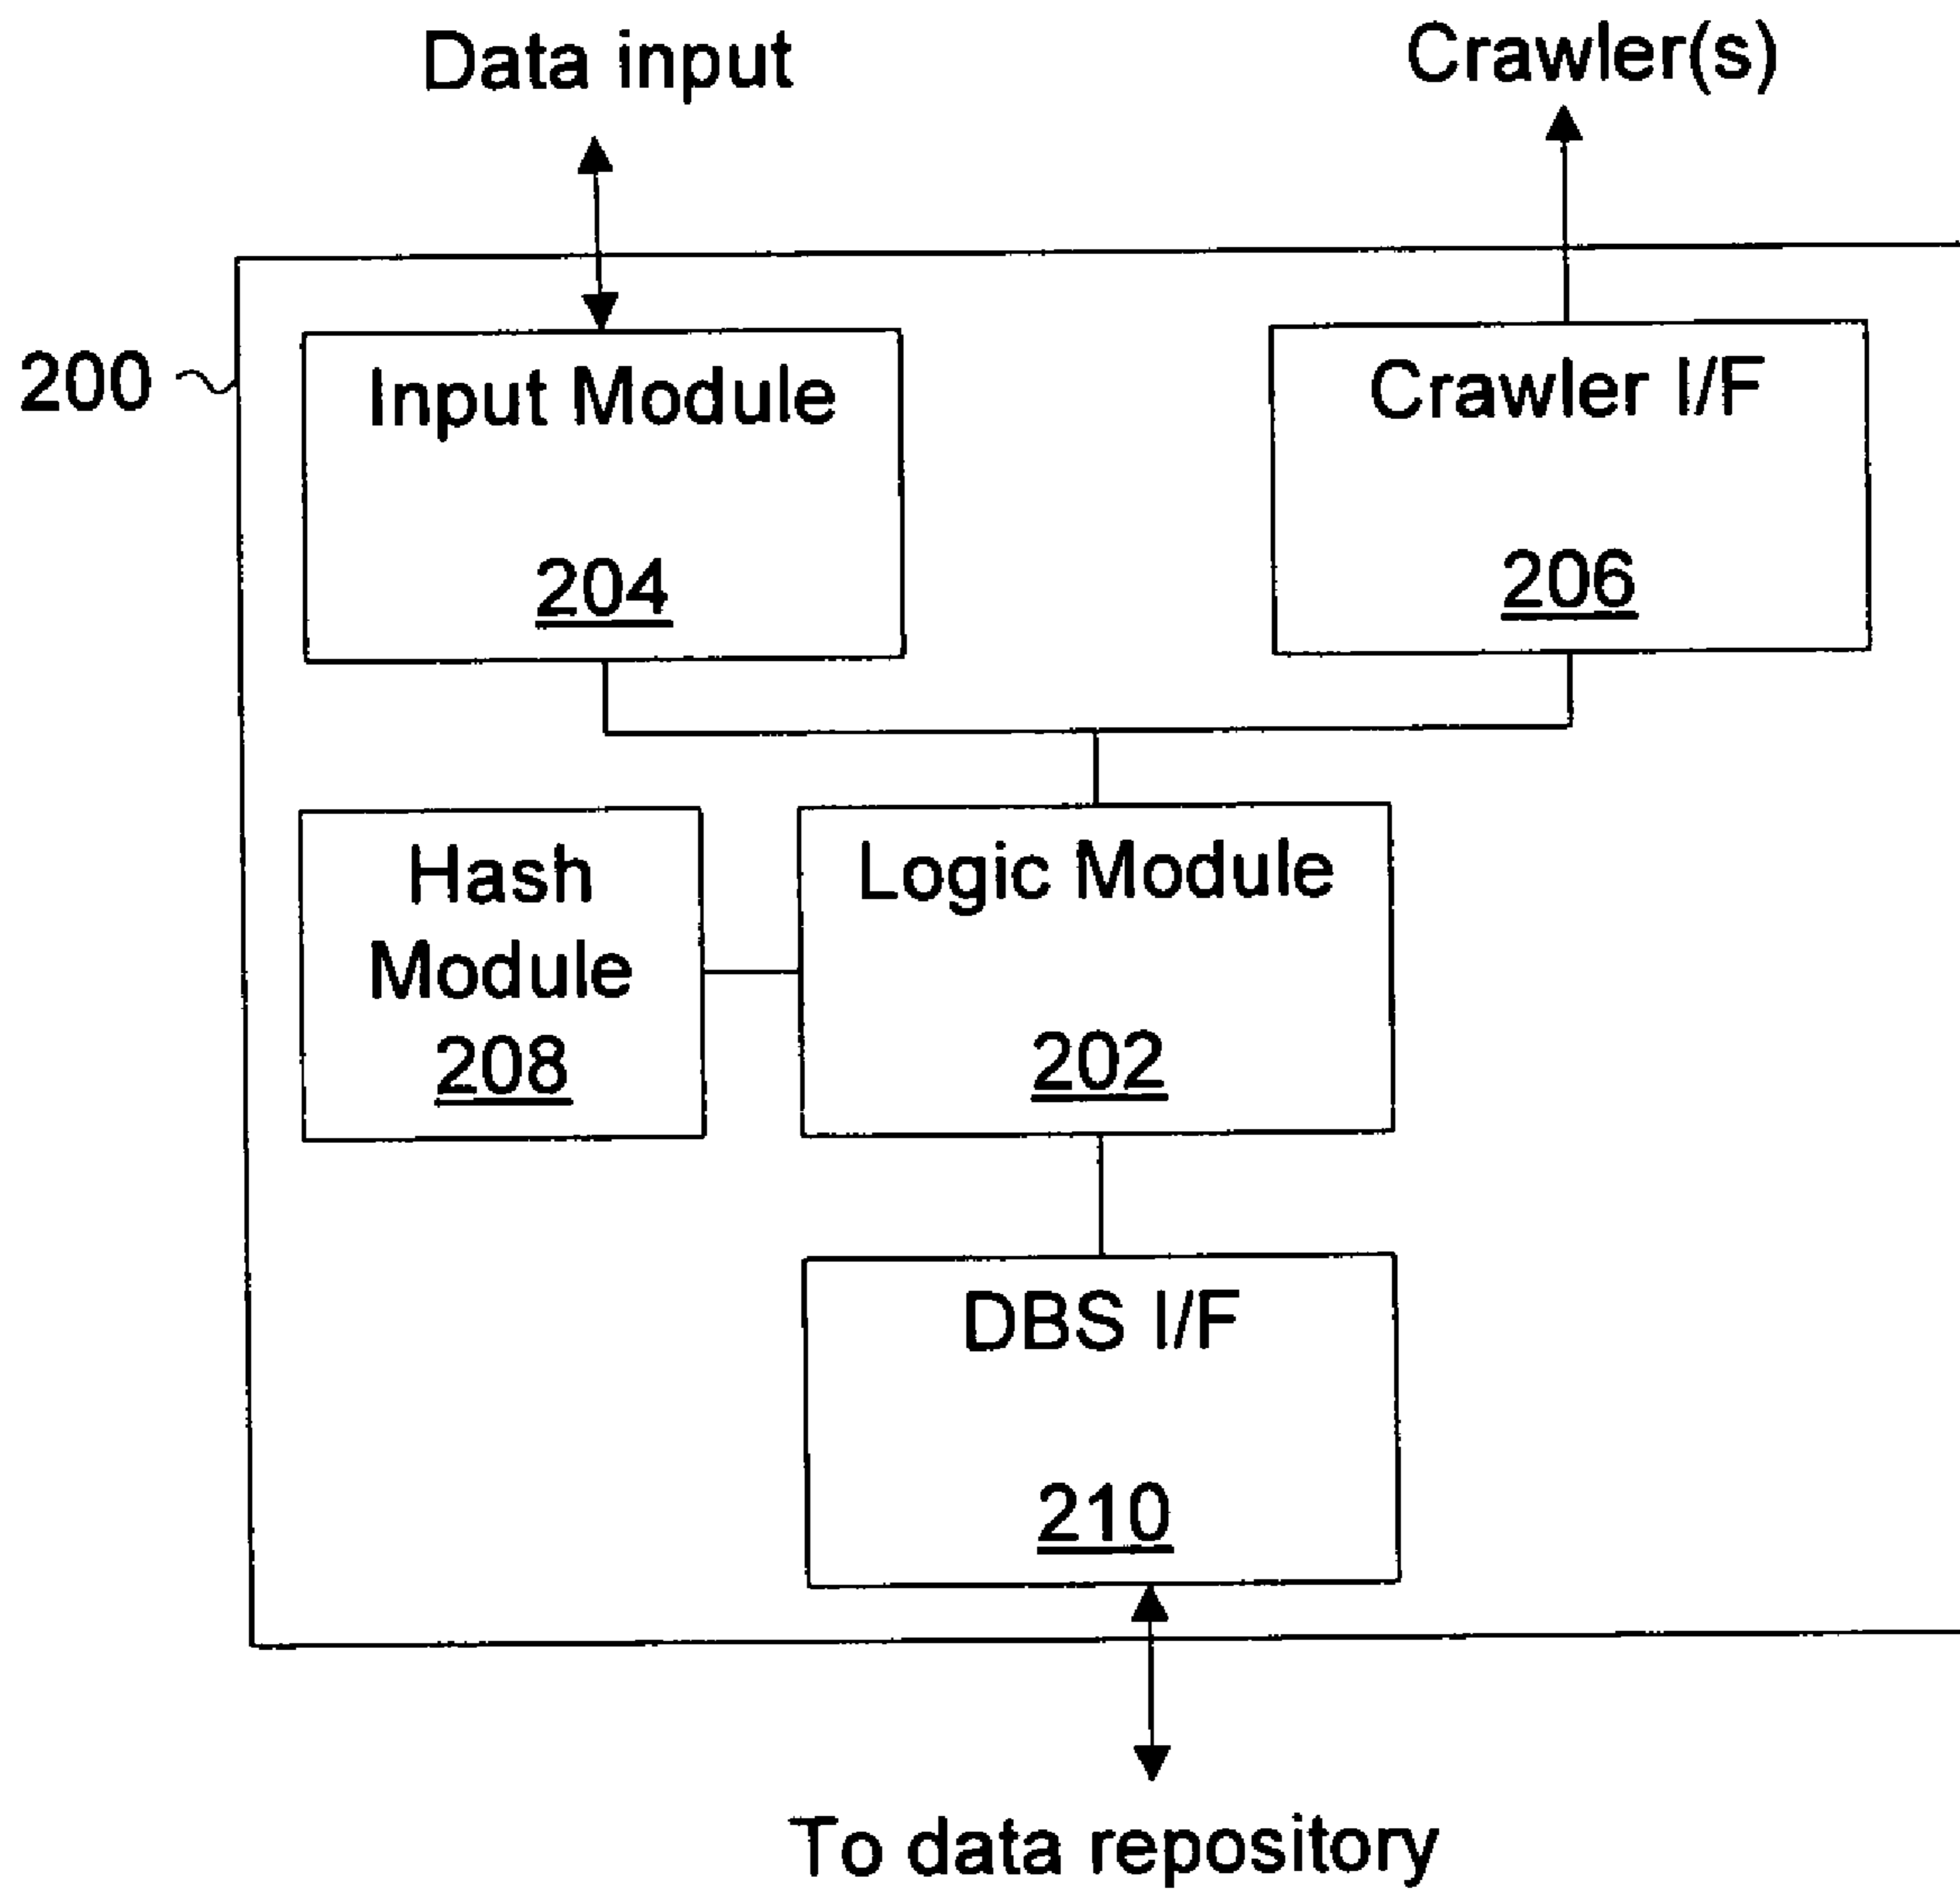 Data input
Crawler(s)
200
Input Module
204
Crawler I/F
206
Hash
Module
208
Logic Module
202
DBS I/F
210
To data repository